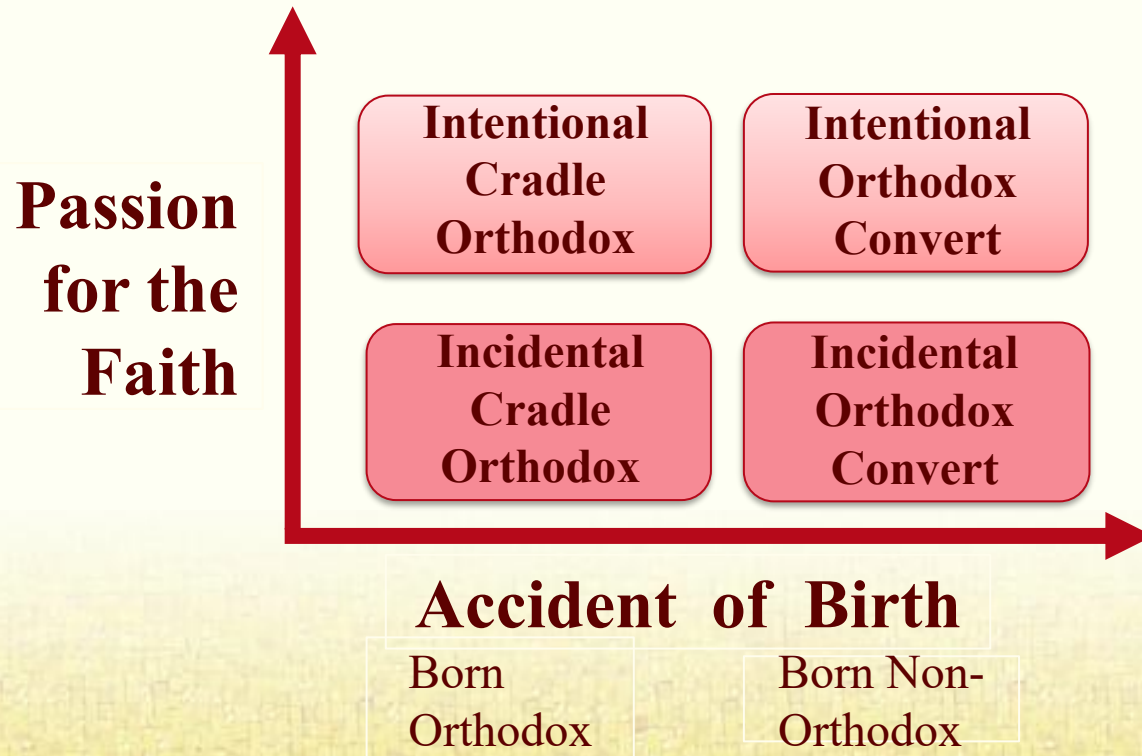 Passion
for the
Faith
Intentional
Cradle
Orthodox
Intentional
Orthodox
Convert
Incidental
Cradle
Orthodox
Incidental
Orthodox
Convert
Accident of Birth
Born
Orthodox
Born Non-
Orthodox